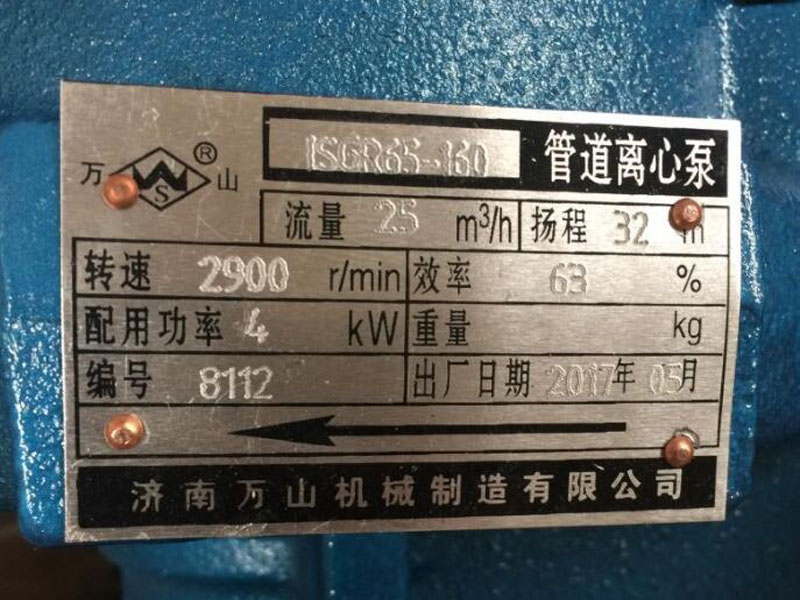 万 WS ® 山
ISGR65-160 管道离心泵
流量 25 m³/h 扬程 32 m
转速 2900 r/min 效率 63 %
配用功率 4 kW 重量 kg
编号 8112 出厂日期 2017年 05月
济南万山机械制造有限公司